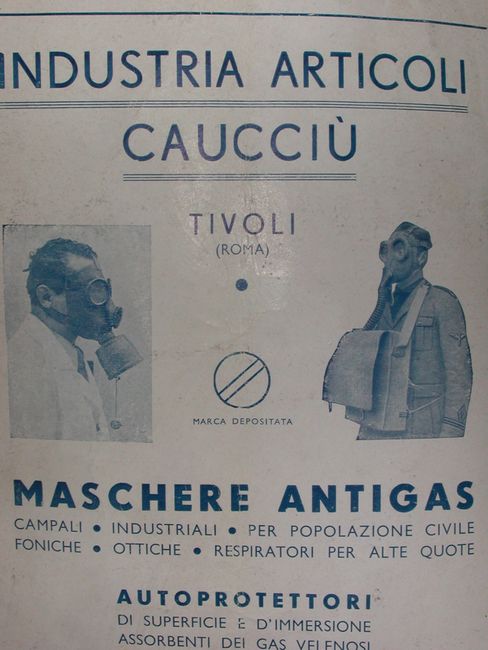 INDUSTRIA ARTICOLI
CAUCCIÙ
TIVOLI
(ROMA)
MARCA DEPOSITATA
MASCHERE ANTIGAS
CAMPALI • INDUSTRIALI • PER POPOLAZIONE CIVILE
FONICHE • OTTICHE • RESPIRATORI PER ALTE QUOTE
AUTOPROTETTORI
DI SUPERFICIE E D'IMMERSIONE
ASSORBENTI DEI GAS VELENOSI